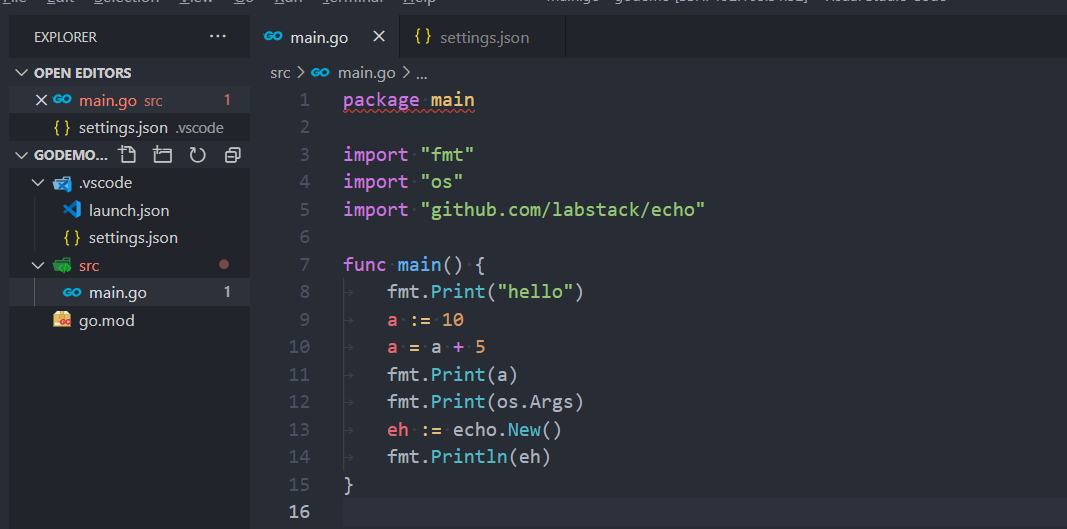 EXPLORER
main.go
settings.json
OPEN EDITORS
src > main.go > ...
main.go src 1
settings.json .vscode
GODEMO...
.vscode
launch.json
settings.json
src
main.go 1
go.mod
1 package main
2
3 import "fmt"
4 import "os"
5 import "github.com/labstack/echo"
6
7 func main() {
8 fmt.Print("hello")
9 a := 10
10 a = a + 5
11 fmt.Print(a)
12 fmt.Print(os.Args)
13 eh := echo.New()
14 fmt.Println(eh)
15 }
16